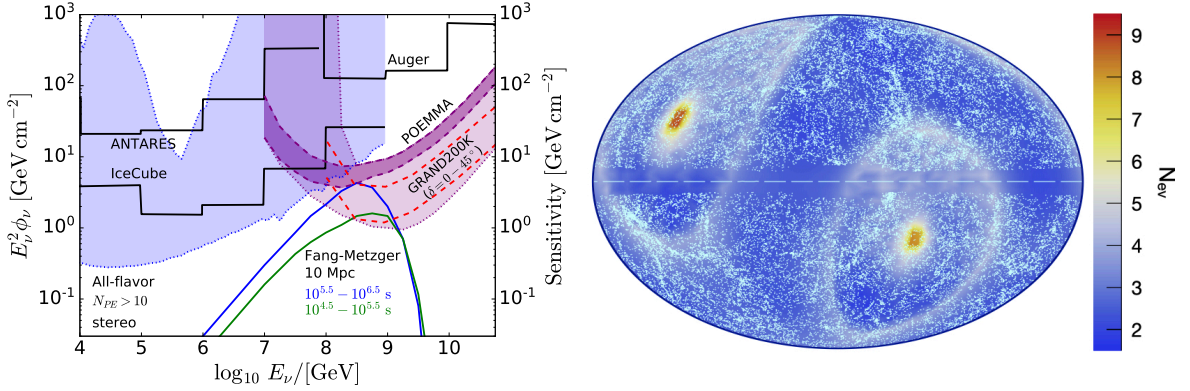 10³
10²
10¹
10⁰
10⁻¹
E²_ν ϕ_ν [GeV cm⁻²]
ANTARES
IceCube
Auger
POEMMA
GRAND200K
(δ = 0 − 45°)
Fang-Metzger
10 Mpc
10^5.5 − 10^6.5 s
10^4.5 − 10^5.5 s
All-flavor
N_PE > 10
stereo
4 5 6 7 8 9 10
log₁₀ E_ν/[GeV]
10³
10²
10¹
10⁰
10⁻¹
Sensitivity [GeV cm⁻²]
9
8
7
6
5
4
3
2
N_ev